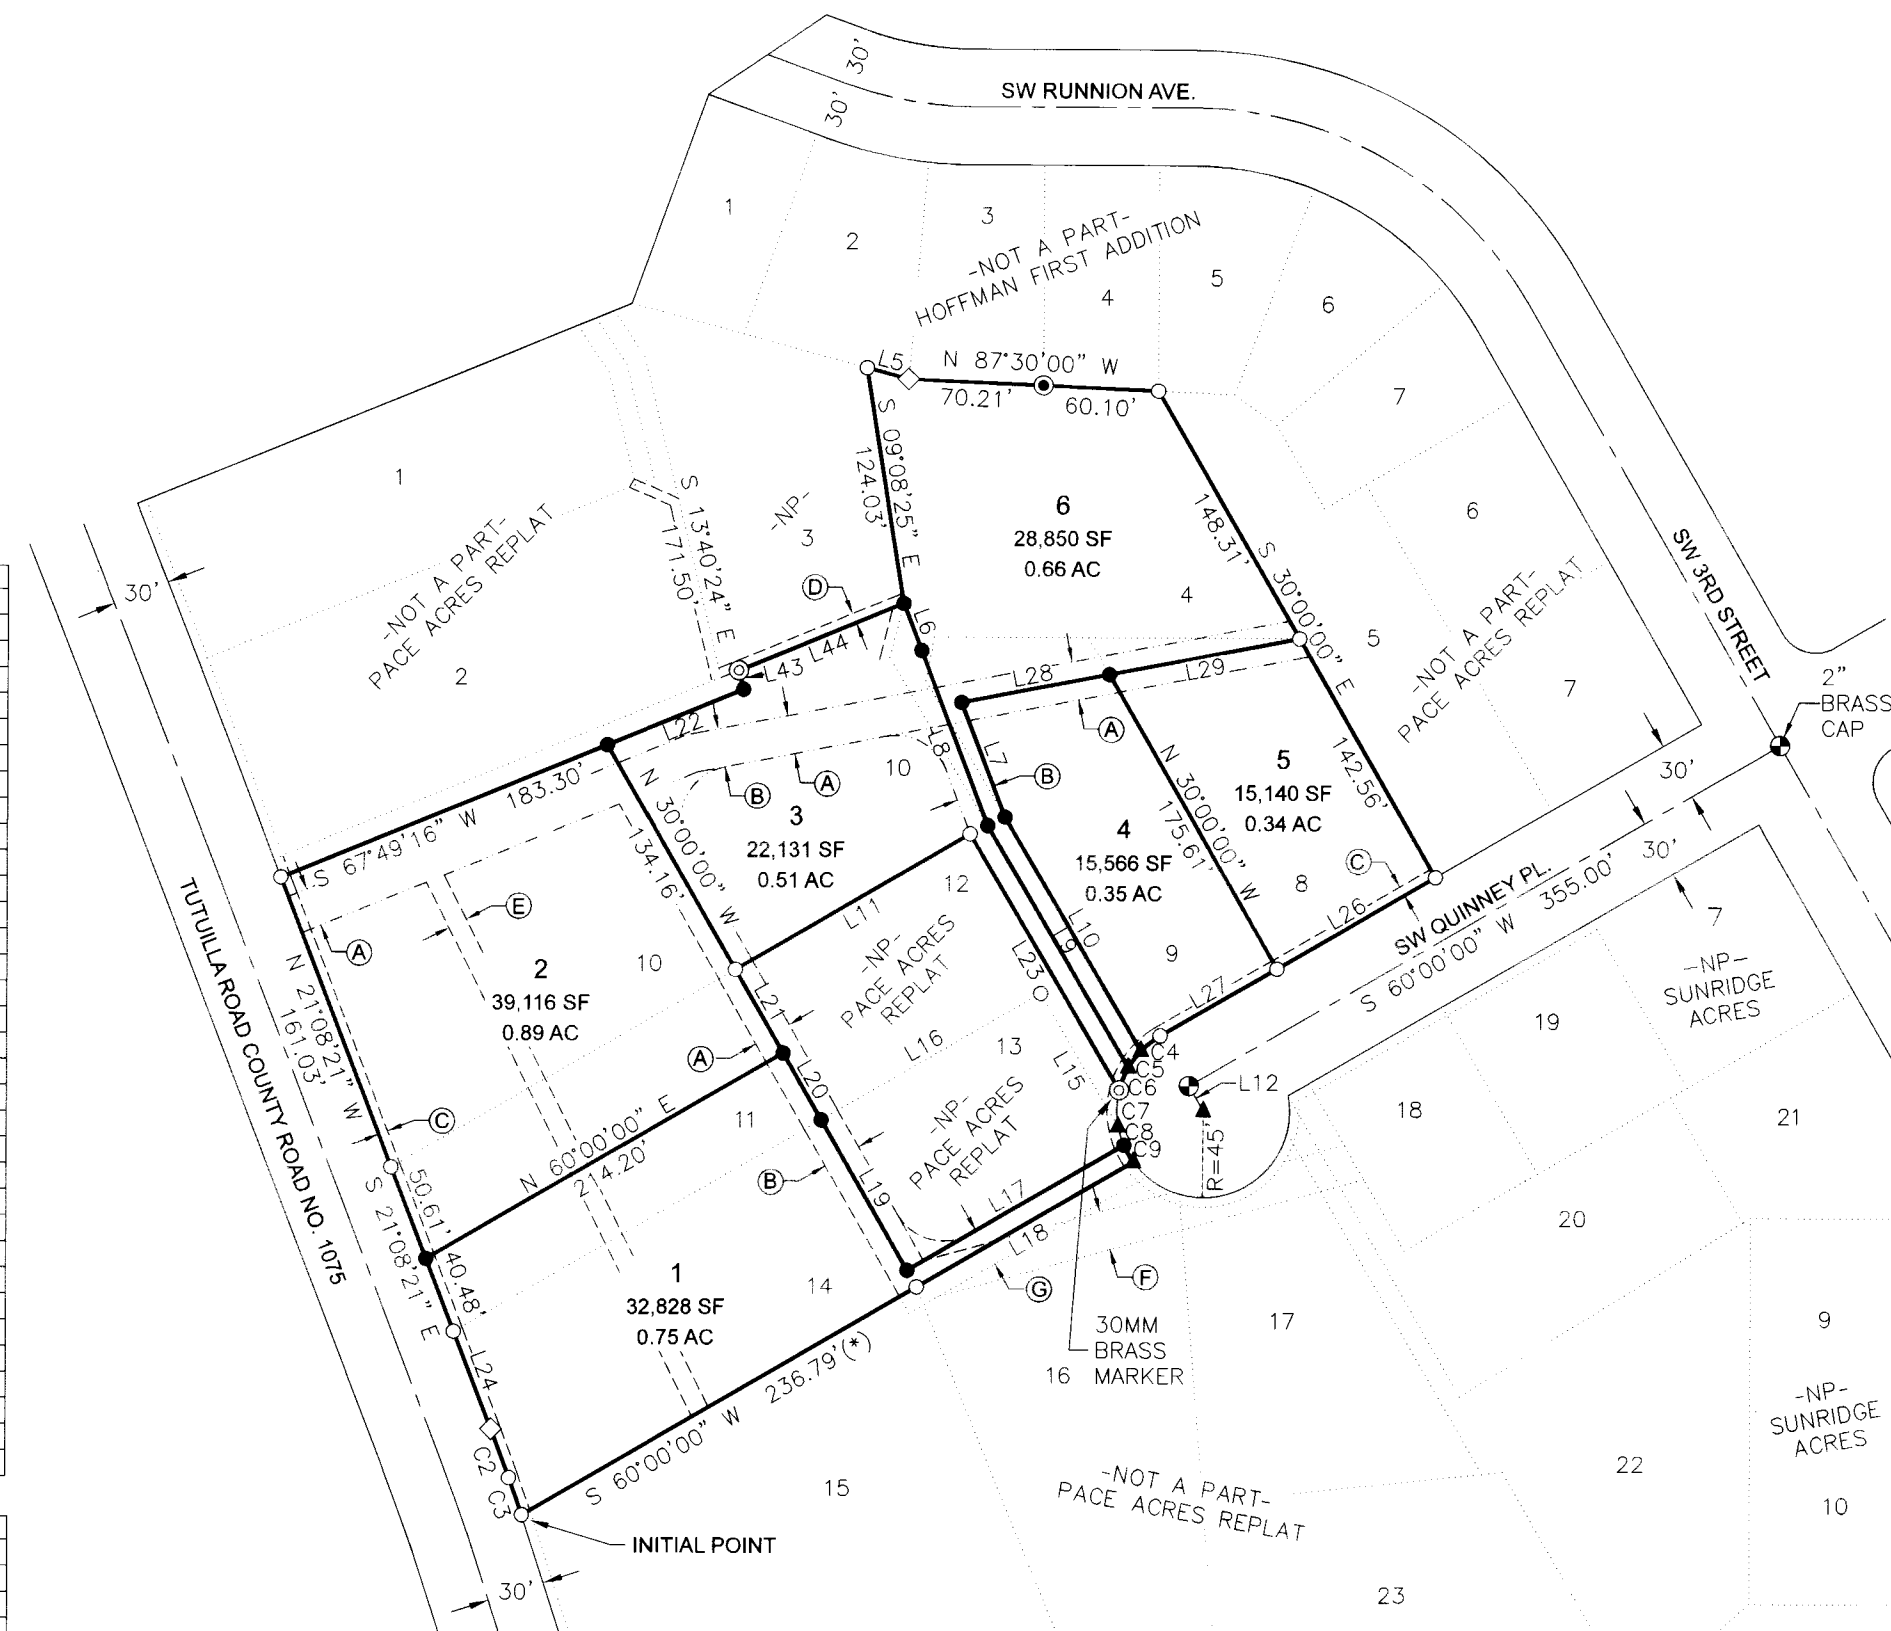 30'
30'
SW RUNNION AVE.
1
2
3
4
5
6
7
-NOT A PART-
HOFFMAN FIRST ADDITION
L5
N 87°30'00" W
70.21'
60.10'
1
-NOT A PART-
PACE ACRES REPLAT
2
S 13°40'24" E
171.50'
-NP-
3
S 09°08'25" E
124.03'
6
28,850 SF
0.66 AC
4
148.31'
S 30°00'00" E
142.56'
5
6
-NOT A PART-
PACE ACRES REPLAT
7
SW 3RD STREET
2"
BRASS
CAP
30'
D
L6
L44
L43
L22
L28
L29
A
30'
30'
S 67°49'16" W
183.30'
N 30°00'00" W
134.16'
B
A
10
L8
L7
B
3
22,131 SF
0.51 AC
4
15,566 SF
0.35 AC
N 30°00'00" W
175.61'
5
15,140 SF
0.34 AC
8
C
L26
SW QUINNEY PL.
S 60°00'00" W
355.00'
7
TUTUILLA ROAD COUNTY ROAD NO. 1075
N 21°08'21" W
161.03'
A
E
2
39,116 SF
0.89 AC
10
L11
12
-NP-
PACE ACRES
REPLAT
L23
L9
L10
9
L27
-NP-
SUNRIDGE
ACRES
L21
A
L16
13
L15
C4
C5
C6
C7
C8
C9
L12
R=45'
19
18
21
C
50.61'
S 21°08'21" E
40.48'
N 60°00'00" E
214.20'
11
L20
B
L19
-NP-
PACE ACRES
REPLAT
L17
L18
20
1
32,828 SF
0.75 AC
14
G
F
17
9
30MM
BRASS
MARKER
16
L24
C2
C3
S 60°00'00" W
236.79'(*)
INITIAL POINT
30'
15
-NOT A PART-
PACE ACRES REPLAT
22
-NP-
SUNRIDGE
ACRES
10
23